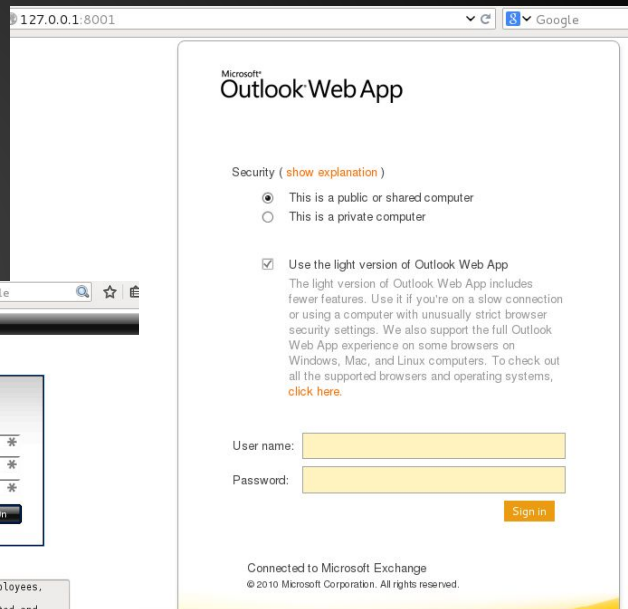 127.0.0.1:8001
Google
Microsoft
Outlook Web App
Security ( show explanation )
This is a public or shared computer
This is a private computer
Use the light version of Outlook Web App
The light version of Outlook Web App includes
fewer features. Use it if you're on a slow connection
or using a computer with unusually strict browser
security settings. We also support the full Outlook
Web App experience on some browsers on
Windows, Mac, and Linux computers. To check out
all the supported browsers and operating systems,
click here.
User name:
Password:
Sign in
Connected to Microsoft Exchange
© 2010 Microsoft Corporation. All rights reserved.